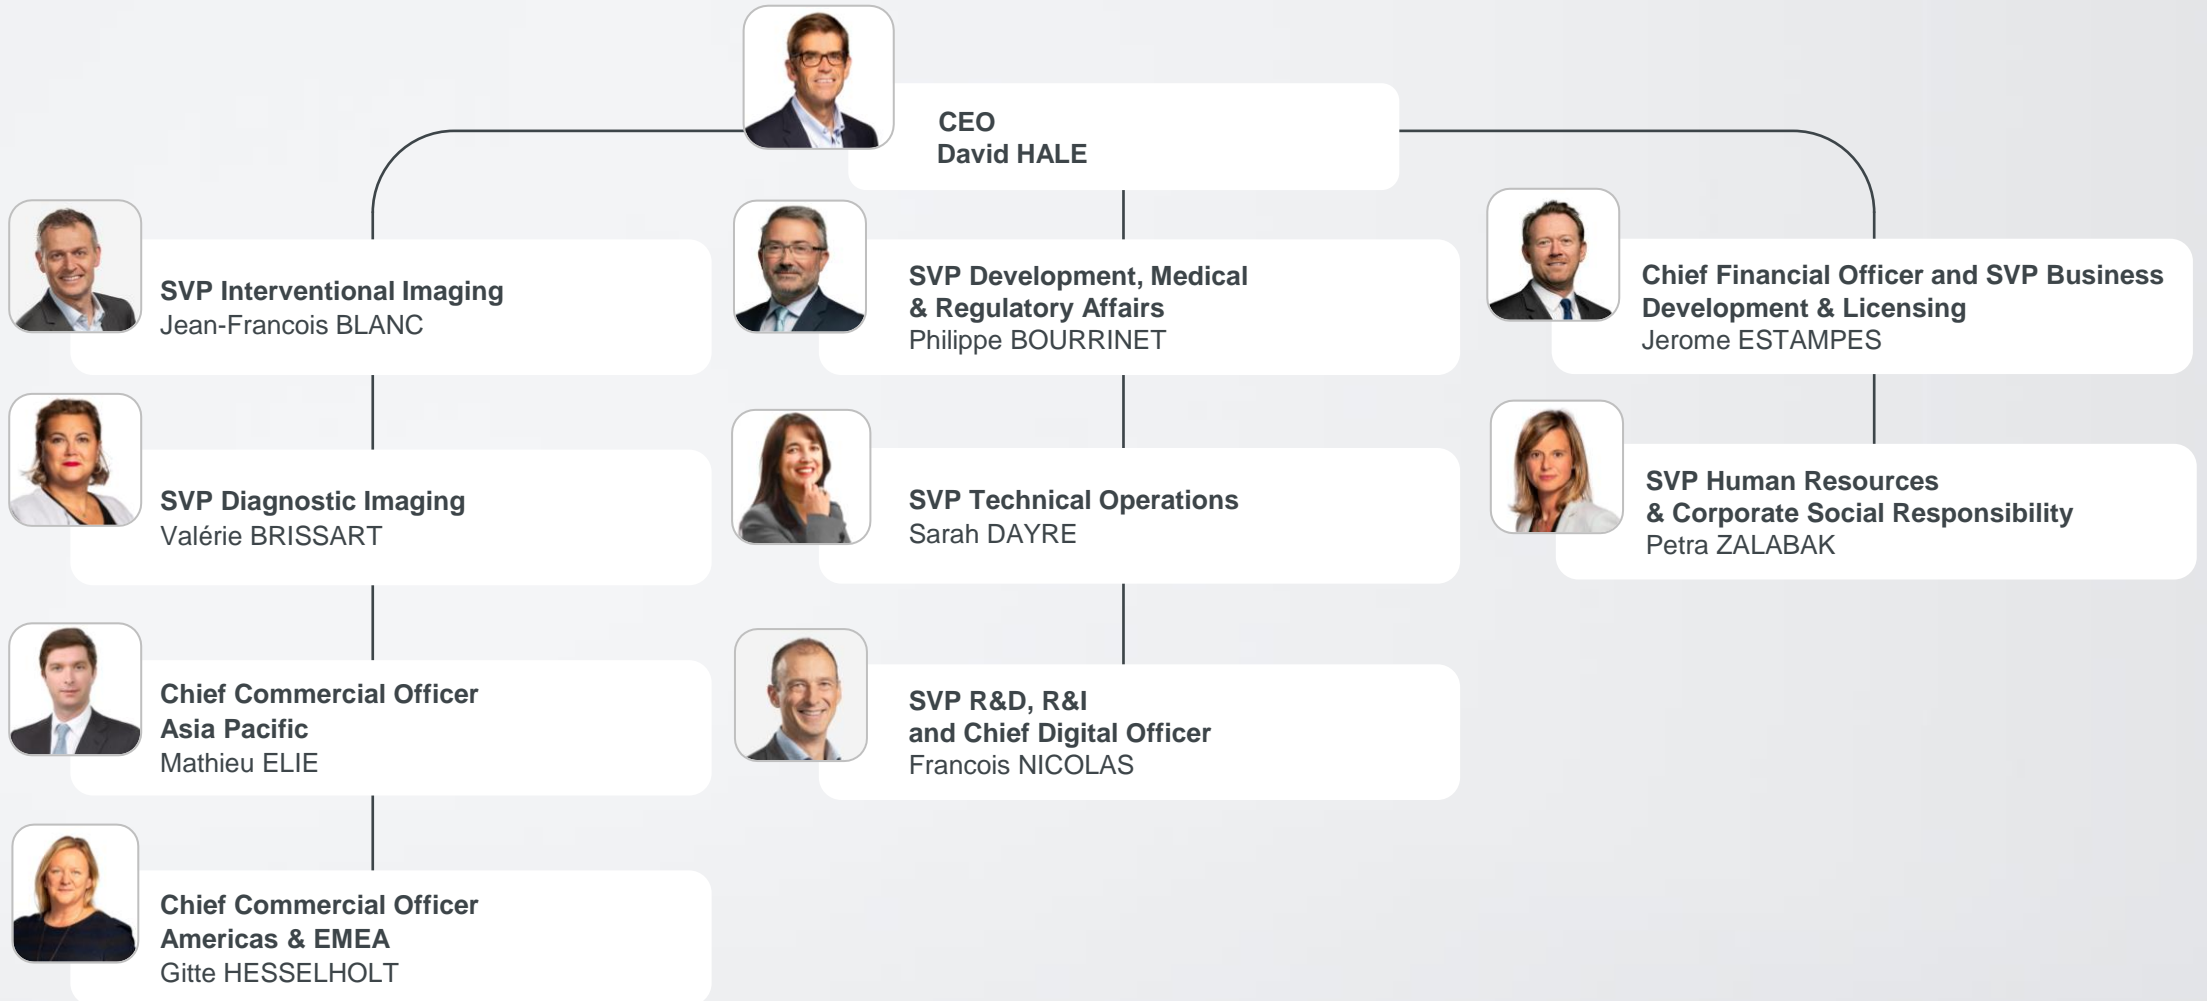 CEO
David HALE
SVP Interventional Imaging
Jean-Francois BLANC
SVP Diagnostic Imaging
Valérie BRISSART
Chief Commercial Officer
Asia Pacific
Mathieu ELIE
Chief Commercial Officer
Americas & EMEA
Gitte HESSELHOLT
SVP Development, Medical
& Regulatory Affairs
Philippe BOURRINET
SVP Technical Operations
Sarah DAYRE
SVP R&D, R&I
and Chief Digital Officer
Francois NICOLAS
Chief Financial Officer and SVP Business
Development & Licensing
Jerome ESTAMPES
SVP Human Resources
& Corporate Social Responsibility
Petra ZALABAK